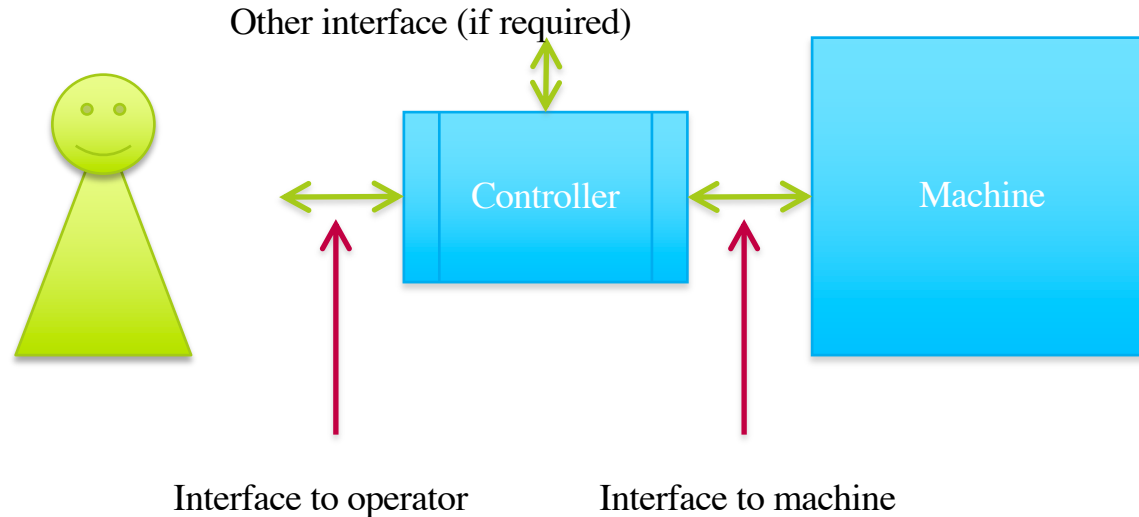 Other interface (if required)
Controller
Machine
Interface to operator
Interface to machine